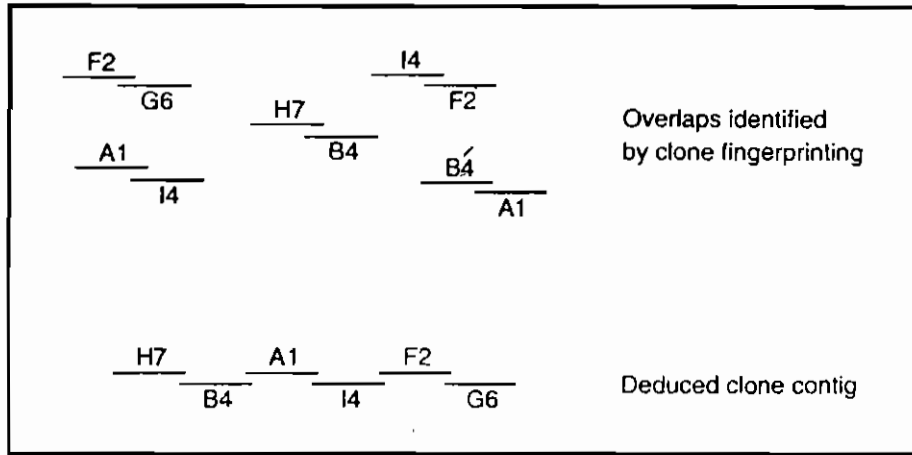 F2
G6
I4
F2
H7
B4
A1
I4
B4
A1
Overlaps identified
by clone fingerprinting
H7
B4
A1
I4
F2
G6
Deduced clone contig